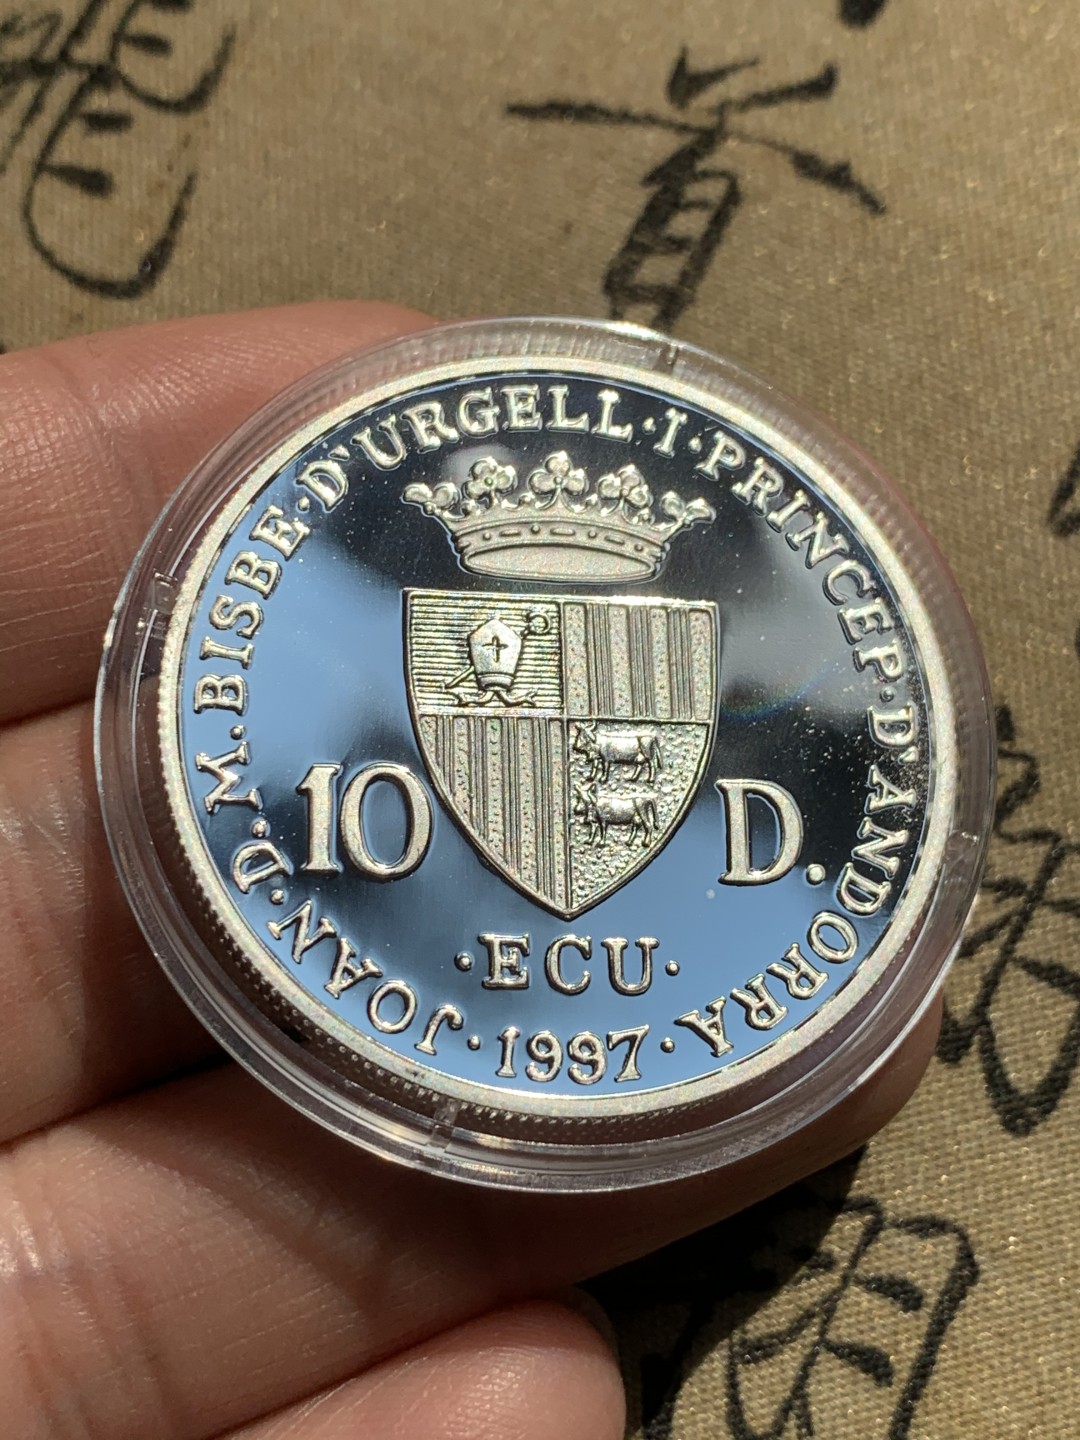 JOAN·D·M·BISBE·D'URGELL·I·PRINCEP·D'ANDORRA
10 D.
·ECU·
·1997·